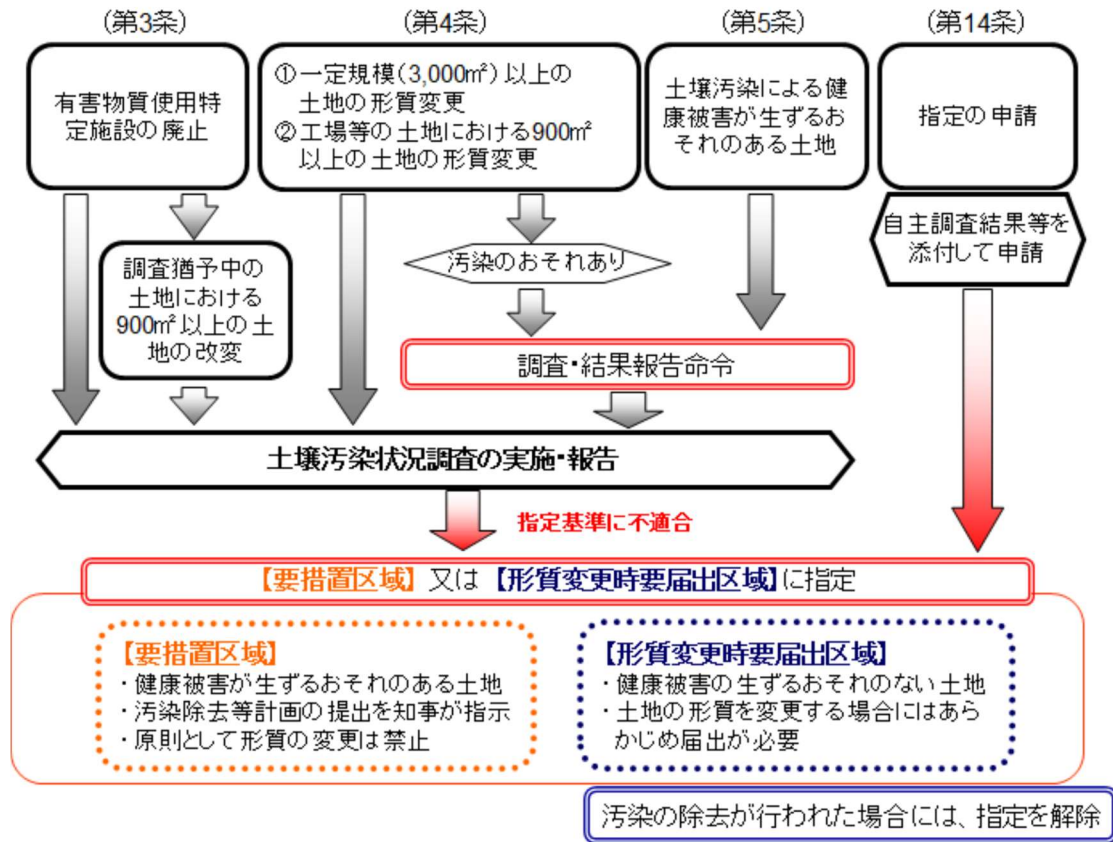 (第3条)
(第4条)
(第5条)
(第14条)
有害物質使用特
定施設の廃止
①一定規模(3,000㎡)以上の
土地の形質変更
②工場等の土地における900㎡
以上の土地の形質変更
土壌汚染による健
康被害が生ずるお
それのある土地
指定の申請
自主調査結果等を
添付して申請
調査猶予中の
土地における
900㎡以上の土
地の改変
汚染のおそれあり
調査・結果報告命令
土壌汚染状況調査の実施・報告
指定基準に不適合
【要措置区域】又は【形質変更時要届出区域】に指定
【要措置区域】
・健康被害が生ずるおそれのある土地
・汚染除去等計画の提出を知事が指示
・原則として形質の変更は禁止
【形質変更時要届出区域】
・健康被害の生ずるおそれのない土地
・土地の形質を変更する場合にはあら
かじめ届出が必要
汚染の除去が行われた場合には、指定を解除